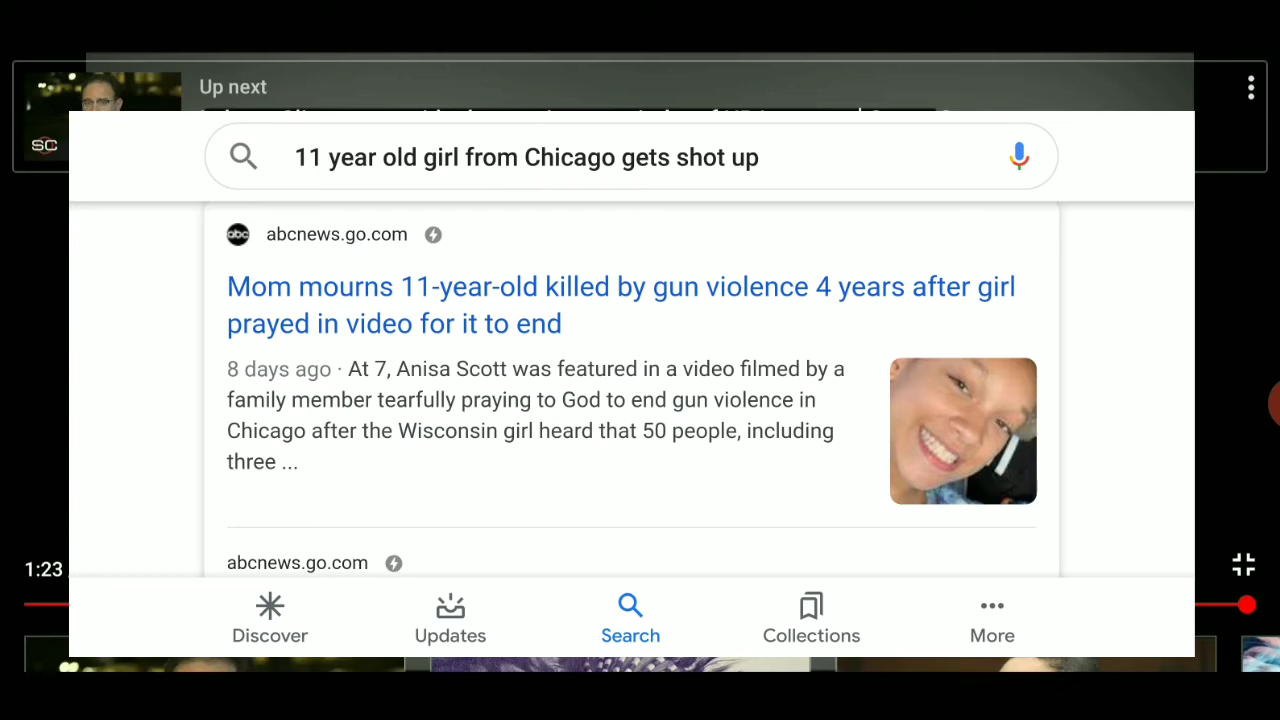 Up next
SC
11 year old girl from Chicago gets shot up
abc
abcnews.go.com
Mom mourns 11-year-old killed by gun violence 4 years after girl
prayed in video for it to end
8 days ago · At 7, Anisa Scott was featured in a video filmed by a
family member tearfully praying to God to end gun violence in
Chicago after the Wisconsin girl heard that 50 people, including
three ...
abcnews.go.com
1:23
Discover Updates Search Collections More